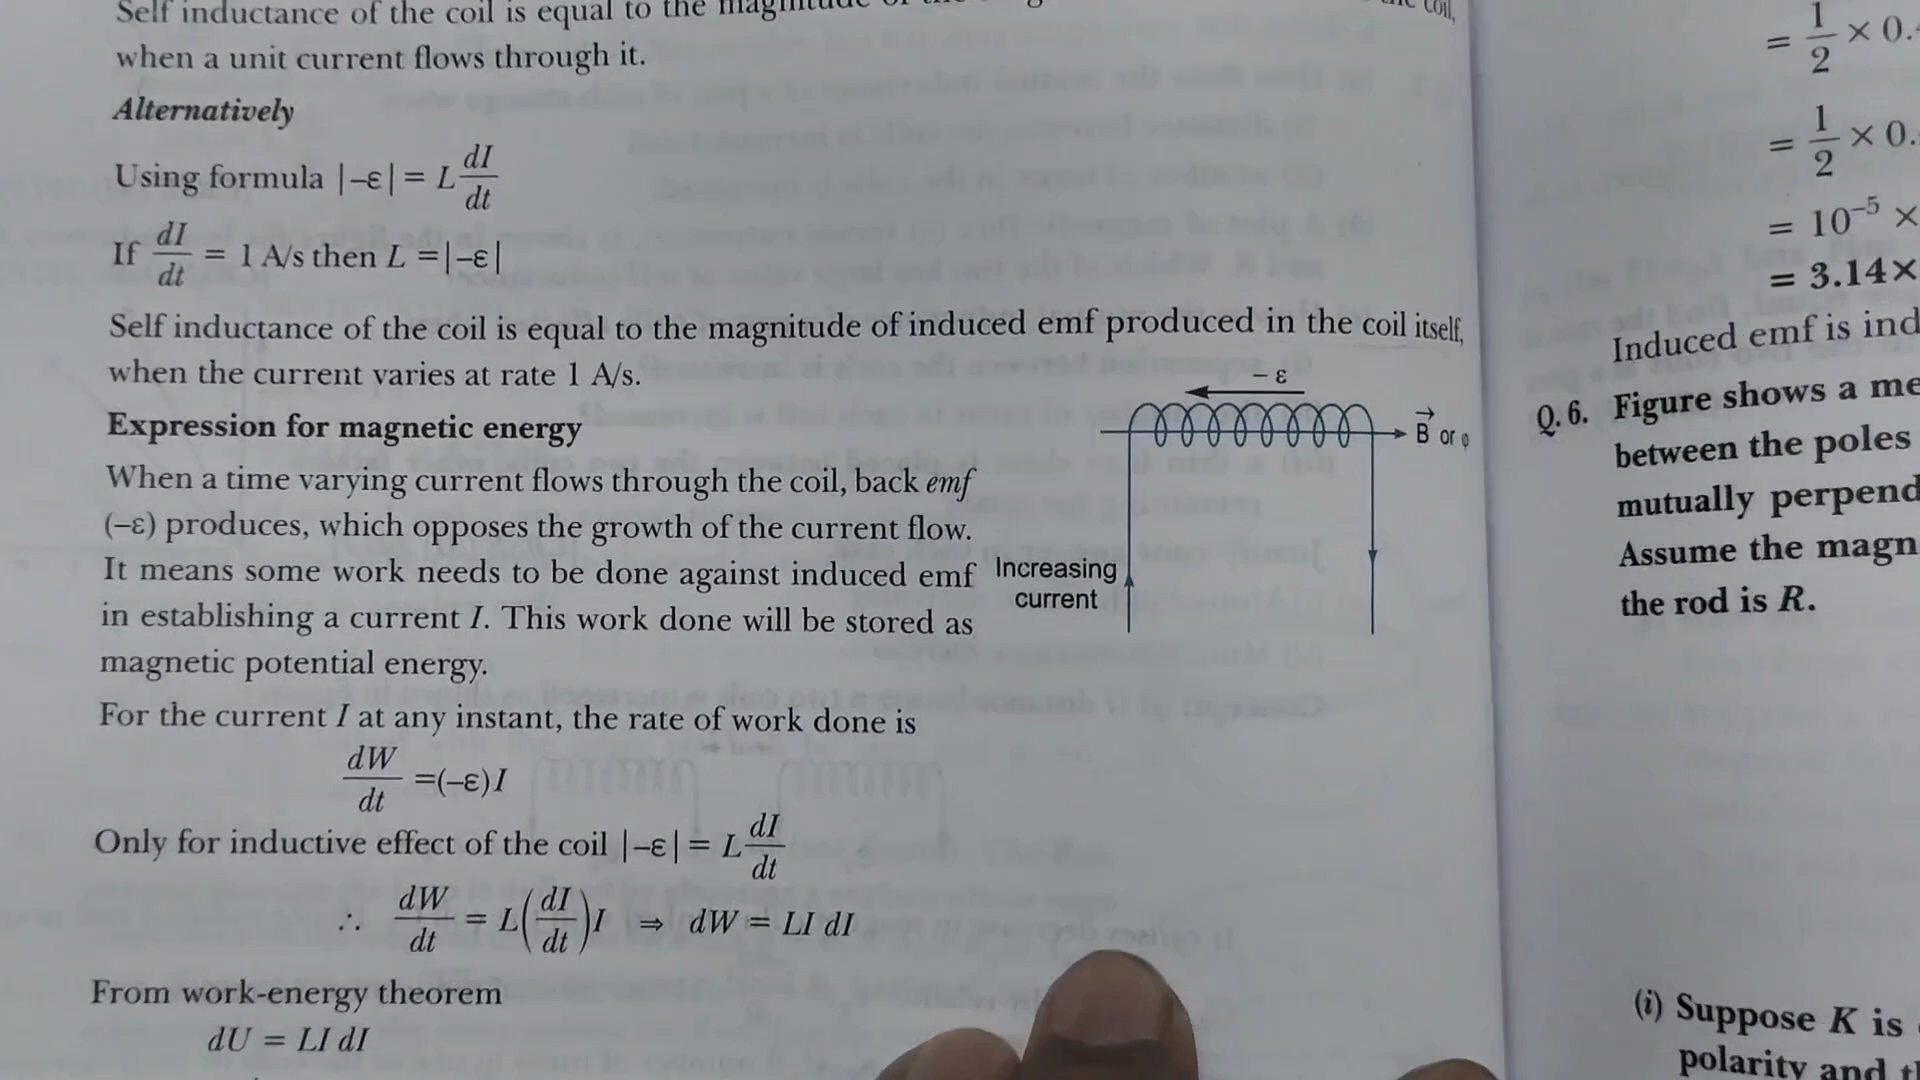 Self inductance of the coil is equal to the magnitude of the
coil,
when a unit current flows through it.
Alternatively
Using formula |–ε| = L dI/dt
If dI/dt = 1 A/s then L = |–ε|
Self inductance of the coil is equal to the magnitude of induced emf produced in the coil itself,
when the current varies at rate 1 A/s.
– ε
B⃗ or φ
Expression for magnetic energy
When a time varying current flows through the coil, back emf
(–ε) produces, which opposes the growth of the current flow.
It means some work needs to be done against induced emf
in establishing a current I. This work done will be stored as
magnetic potential energy.
Increasing
current
For the current I at any instant, the rate of work done is
dW/dt = (–ε)I
Only for inductive effect of the coil |–ε| = L dI/dt
∴ dW/dt = L(dI/dt)I ⇒ dW = LI dI
From work-energy theorem
dU = LI dI
= 1/2 × 0.
= 1/2 × 0.
= 10⁻⁵ ×
= 3.14×
Induced emf is ind
Q. 6. Figure shows a me
between the poles
mutually perpend
Assume the magn
the rod is R.
(i) Suppose K is
polarity and t